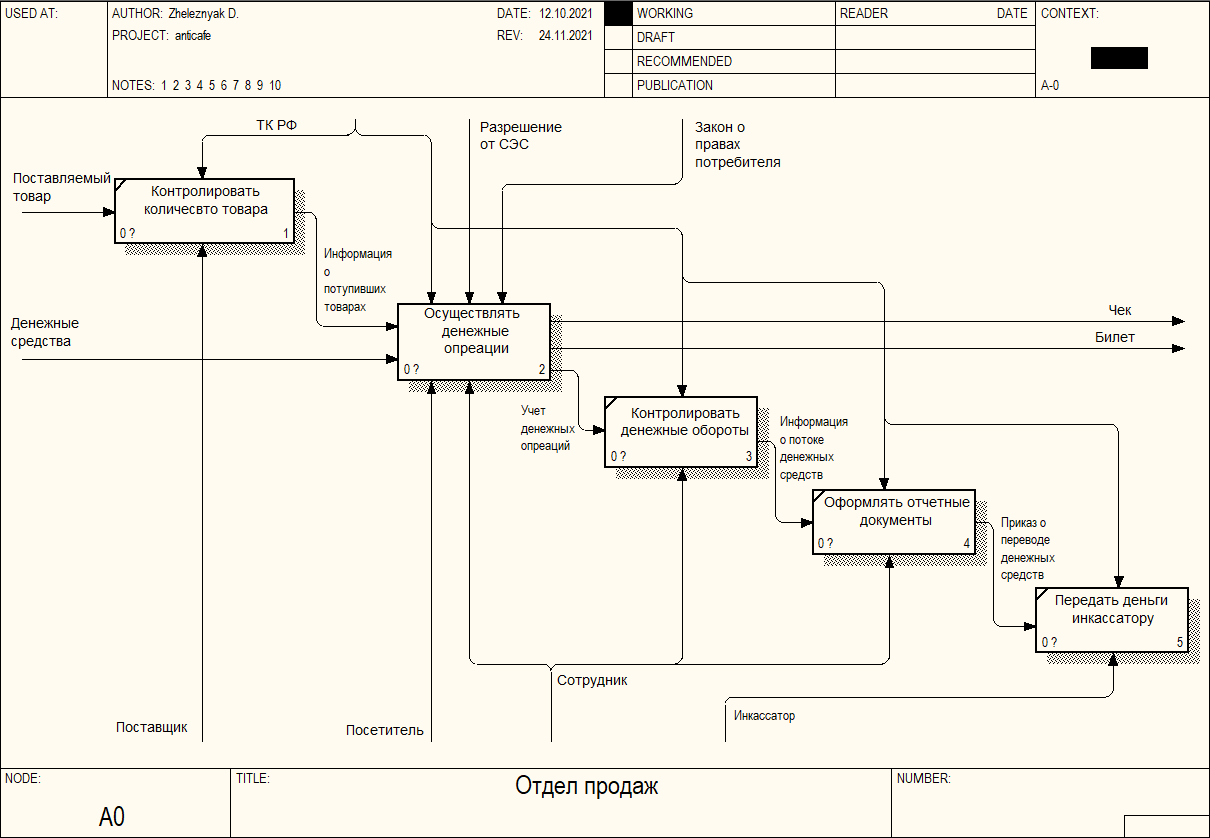 USED AT:
AUTHOR: Zheleznyak D.
DATE: 12.10.2021
WORKING
READER DATE
CONTEXT:
PROJECT: anticafe
REV: 24.11.2021
DRAFT
RECOMMENDED
NOTES: 1 2 3 4 5 6 7 8 9 10
PUBLICATION
A-0
ТК РФ
Разрешение
от СЭС
Закон о
правах
потребителя
Поставляемый
товар
Контролировать
количесвто товара
0 ? 1
Информация
о
потупивших
товарах
Денежные
средства
Осуществлять
денежные
опреации
0 ? 2
Чек
Билет
Учет
денежных
опреаций
Контролировать
денежные обороты
0 ? 3
Информация
о потоке
денежных
средств
Оформлять отчетные
документы
0 ? 4
Приказ о
переводе
денежных
средств
Передать деньги
инкассатору
0 ? 5
Сотрудник
Поставщик
Посетитель
Инкассатор
NODE:
A0
TITLE:
Отдел продаж
NUMBER: